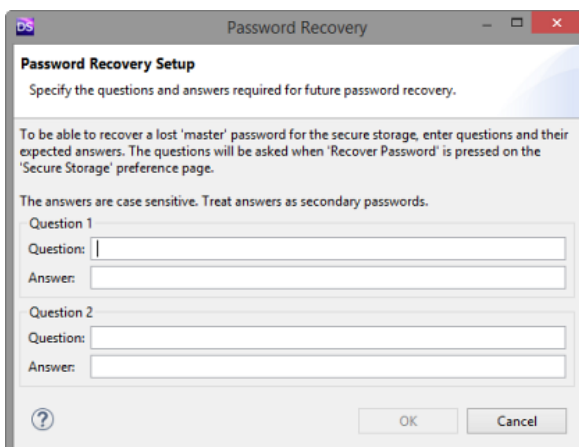 DS
Password Recovery
Password Recovery Setup
Specify the questions and answers required for future password recovery.
To be able to recover a lost 'master' password for the secure storage, enter questions and their
expected answers. The questions will be asked when 'Recover Password' is pressed on the
'Secure Storage' preference page.
The answers are case sensitive. Treat answers as secondary passwords.
Question 1
Question:
Answer:
Question 2
Question:
Answer:
?
OK
Cancel